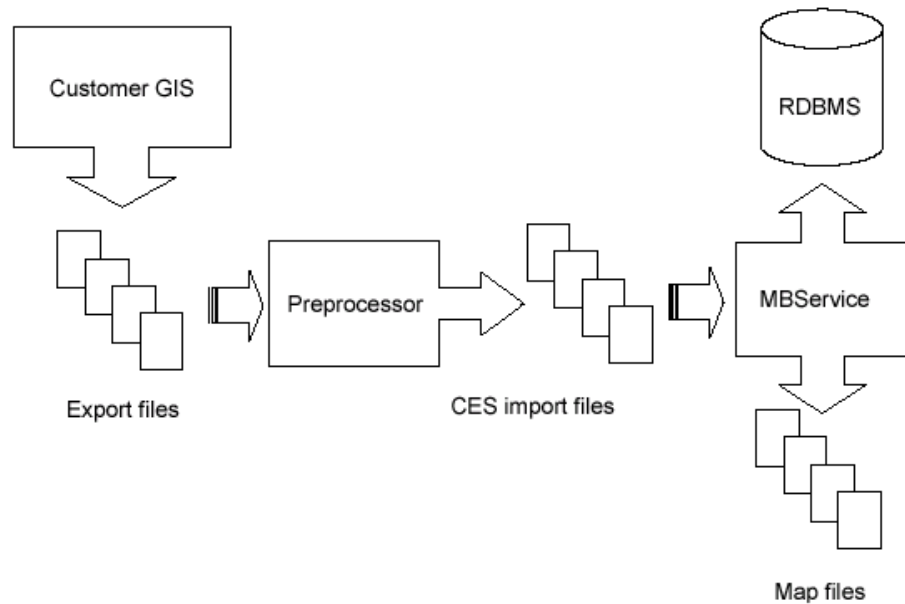 Customer GIS
RDBMS
Preprocessor
MBService
Export files
CES import files
Map files